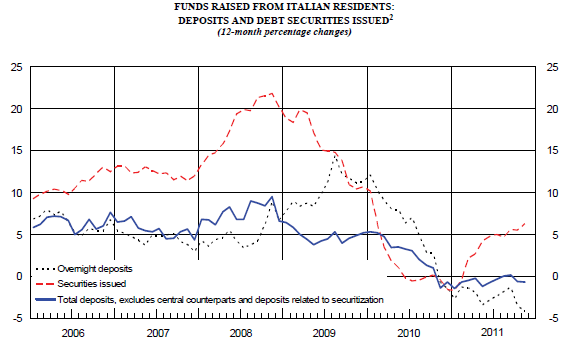 FUNDS RAISED FROM ITALIAN RESIDENTS:
DEPOSITS AND DEBT SECURITIES ISSUED2
(12-month percentage changes)
25 25
20 20
15 15
10 10
5 5
0 0
-5 -5
Overnight deposits
Securities issued
Total deposits, excludes central counterparts and deposits related to securitization
2006 2007 2008 2009 2010 2011